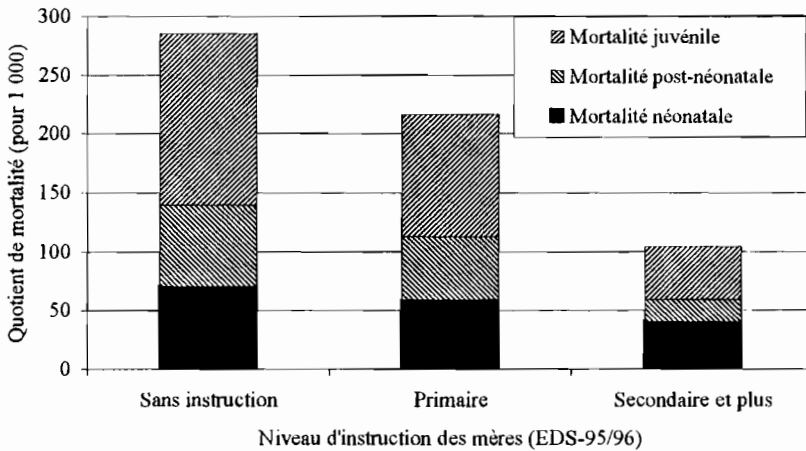 Quotient de mortalité (pour 1 000)
300
250
200
150
100
50
0
Mortalité juvénile
Mortalité post-néonatale
Mortalité néonatale
Sans instruction
Primaire
Secondaire et plus
Niveau d'instruction des mères (EDS-95/96)